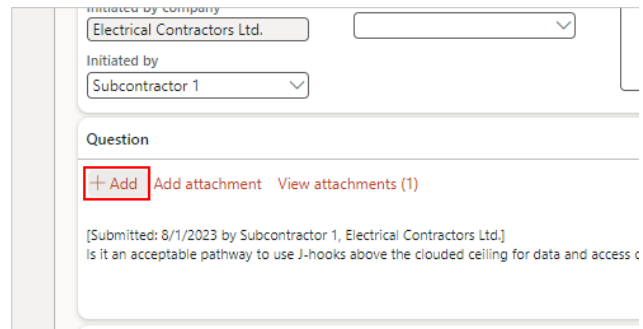 Initiated by company
Electrical Contractors Ltd.
Initiated by
Subcontractor 1
Question
+ Add Add attachment View attachments (1)
[Submitted: 8/1/2023 by Subcontractor 1, Electrical Contractors Ltd.]
Is it an acceptable pathway to use J-hooks above the clouded ceiling for data and access